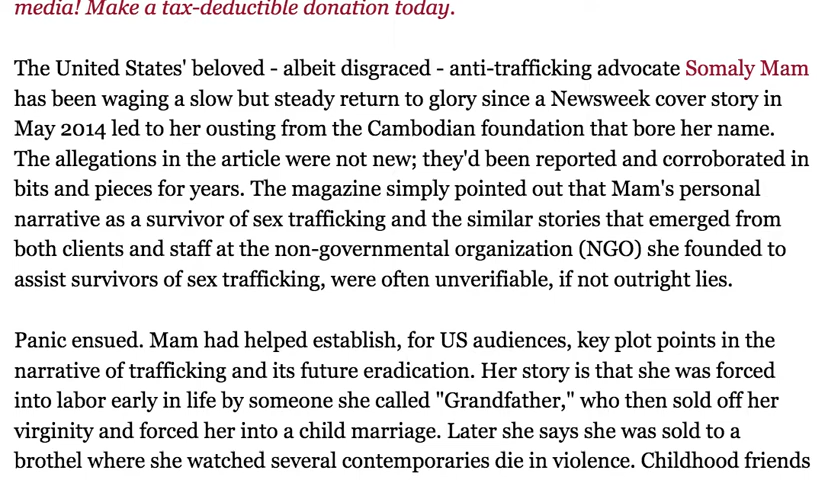 media! Make a tax-deductible donation today.
The United States' beloved - albeit disgraced - anti-trafficking advocate Somaly Mam
has been waging a slow but steady return to glory since a Newsweek cover story in
May 2014 led to her ousting from the Cambodian foundation that bore her name.
The allegations in the article were not new; they'd been reported and corroborated in
bits and pieces for years. The magazine simply pointed out that Mam's personal
narrative as a survivor of sex trafficking and the similar stories that emerged from
both clients and staff at the non-governmental organization (NGO) she founded to
assist survivors of sex trafficking, were often unverifiable, if not outright lies.
Panic ensued. Mam had helped establish, for US audiences, key plot points in the
narrative of trafficking and its future eradication. Her story is that she was forced
into labor early in life by someone she called "Grandfather," who then sold off her
virginity and forced her into a child marriage. Later she says she was sold to a
brothel where she watched several contemporaries die in violence. Childhood friends